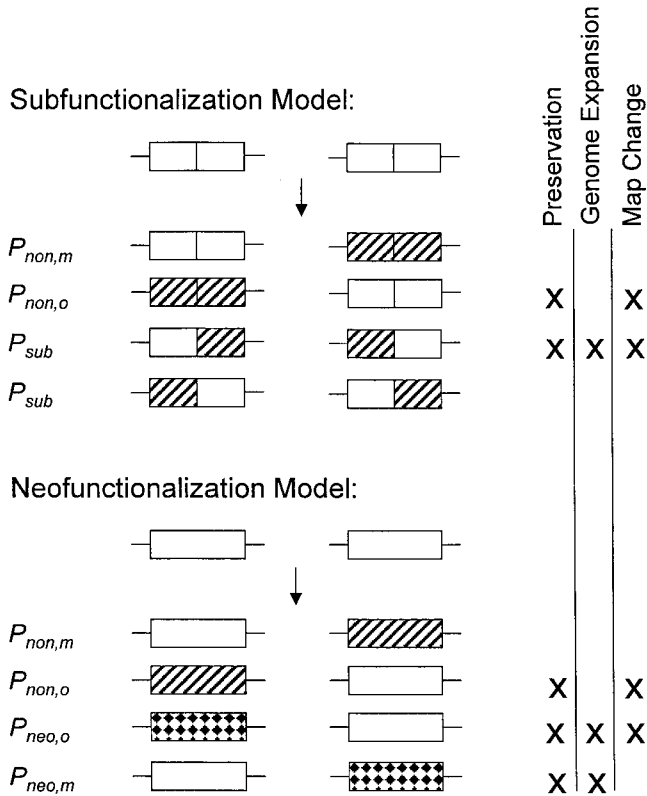 Preservation
Genome Expansion
Map Change
Subfunctionalization Model:
P_non,m
P_non,o X X
P_sub X X X
P_sub
Neofunctionalization Model:
P_non,m
P_non,o X X
P_neo,o X X X
P_neo,m X X